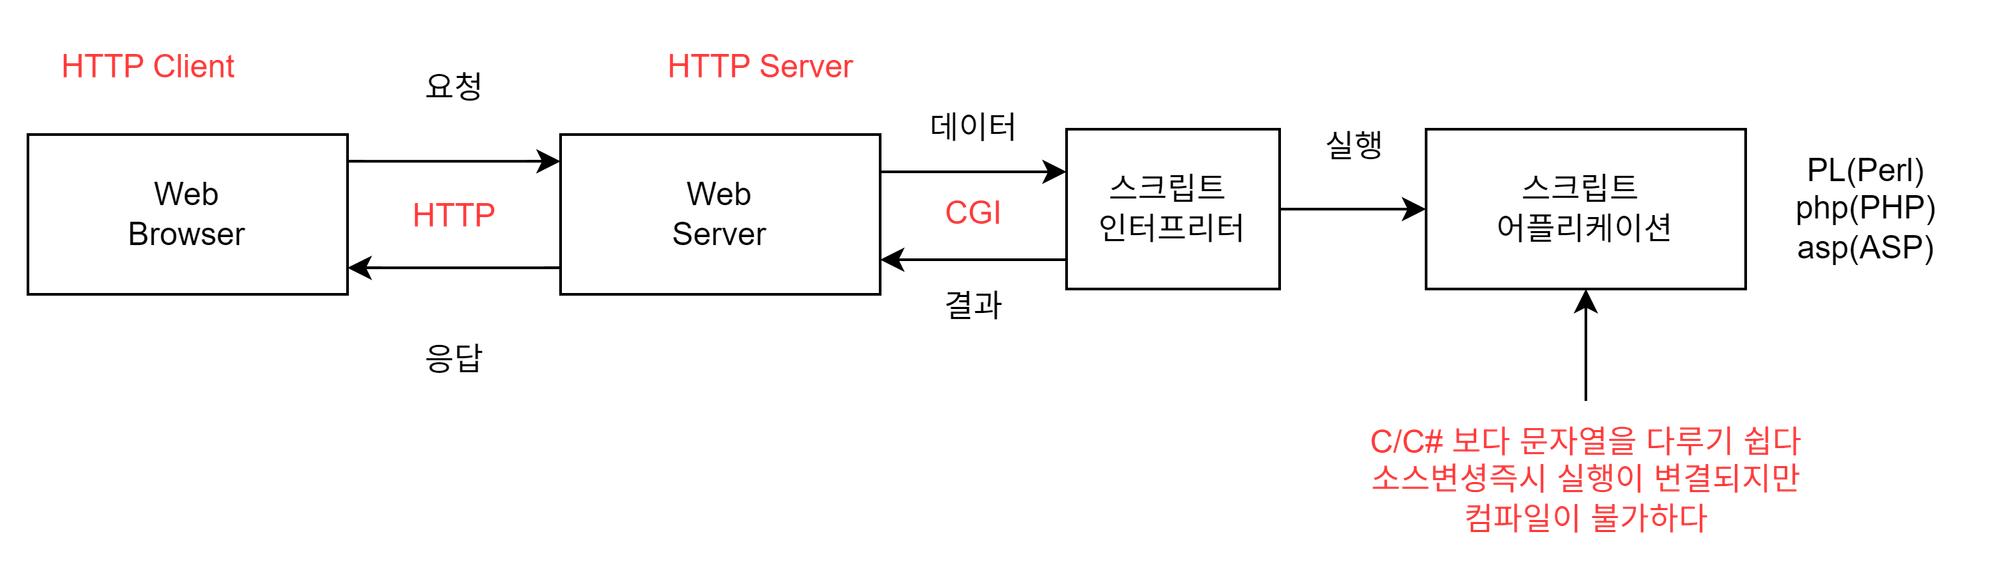 HTTP Client
요청
HTTP Server
데이터
실행
Web
Browser
HTTP
Web
Server
CGI
스크립트
인터프리터
스크립트
어플리케이션
PL(Perl)
php(PHP)
asp(ASP)
응답
결과
C/C# 보다 문자열을 다루기 쉽다
소스변셩즉시 실행이 변결되지만
컴파일이 불가하다